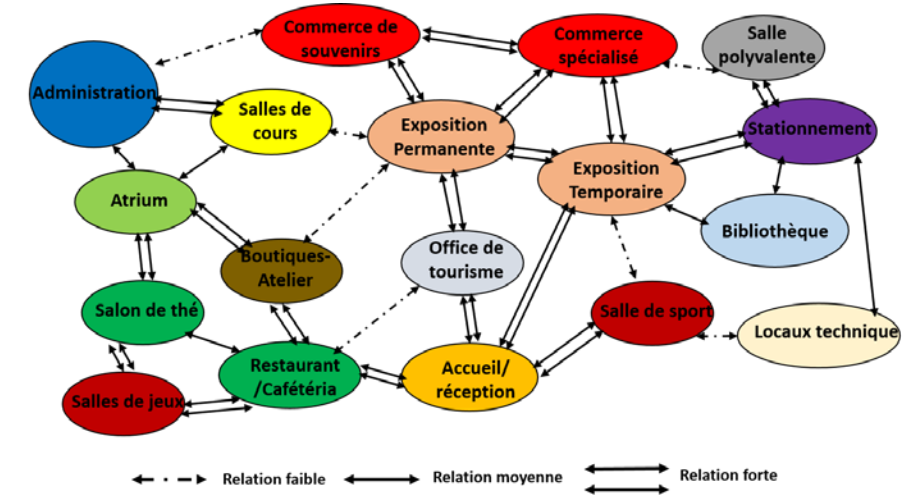 Commerce de
souvenirs
Commerce
spécialisé
Salle
polyvalente
Administration
Salles de
cours
Exposition
Permanente
Stationnement
Exposition
Temporaire
Atrium
Bibliothèque
Boutiques-
Atelier
Office de
tourisme
Salon de thé
Salle de sport
Locaux technique
Restaurant
/Cafétéria
Accueil/
réception
Salles de jeux
Relation faible
Relation moyenne
Relation forte